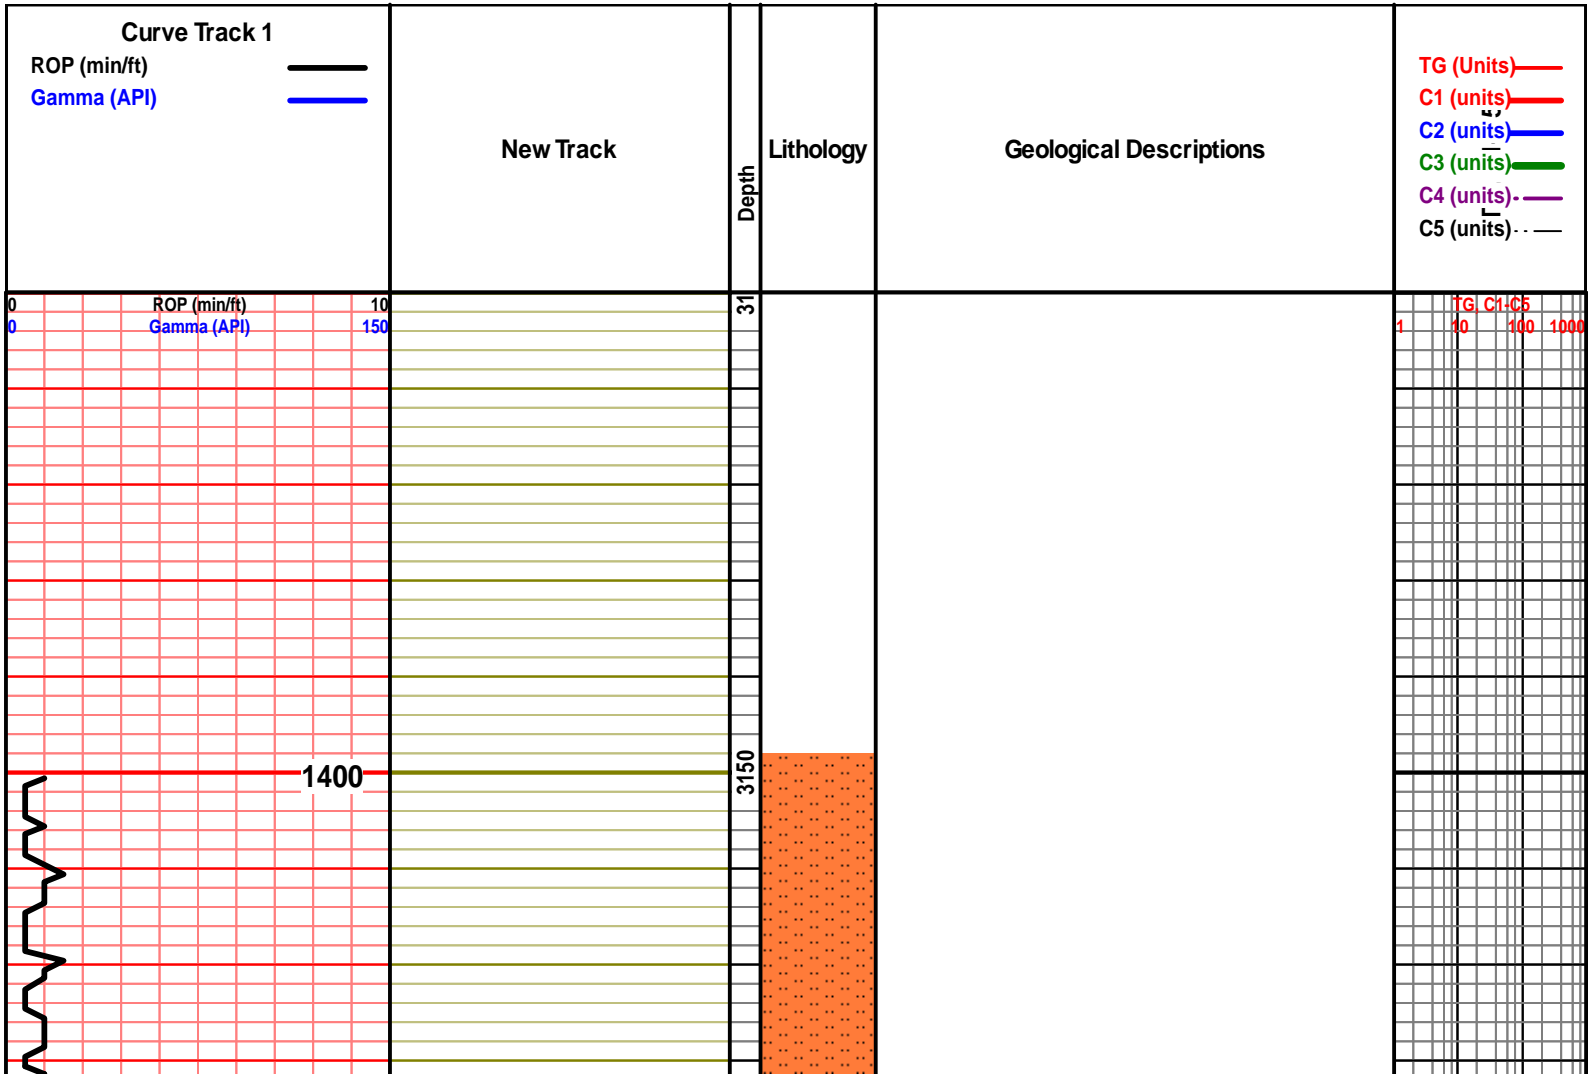 Curve Track 1
ROP (min/ft)
Gamma (API)
New Track
Depth
Lithology
Geological Descriptions
TG (Units)
C1 (units)
C2 (units)
C3 (units)
C4 (units)
C5 (units)
0 ROP (min/ft) 10
0 Gamma (API) 150
31
TG, C1-C5
1 10 100 1000
1400
3150